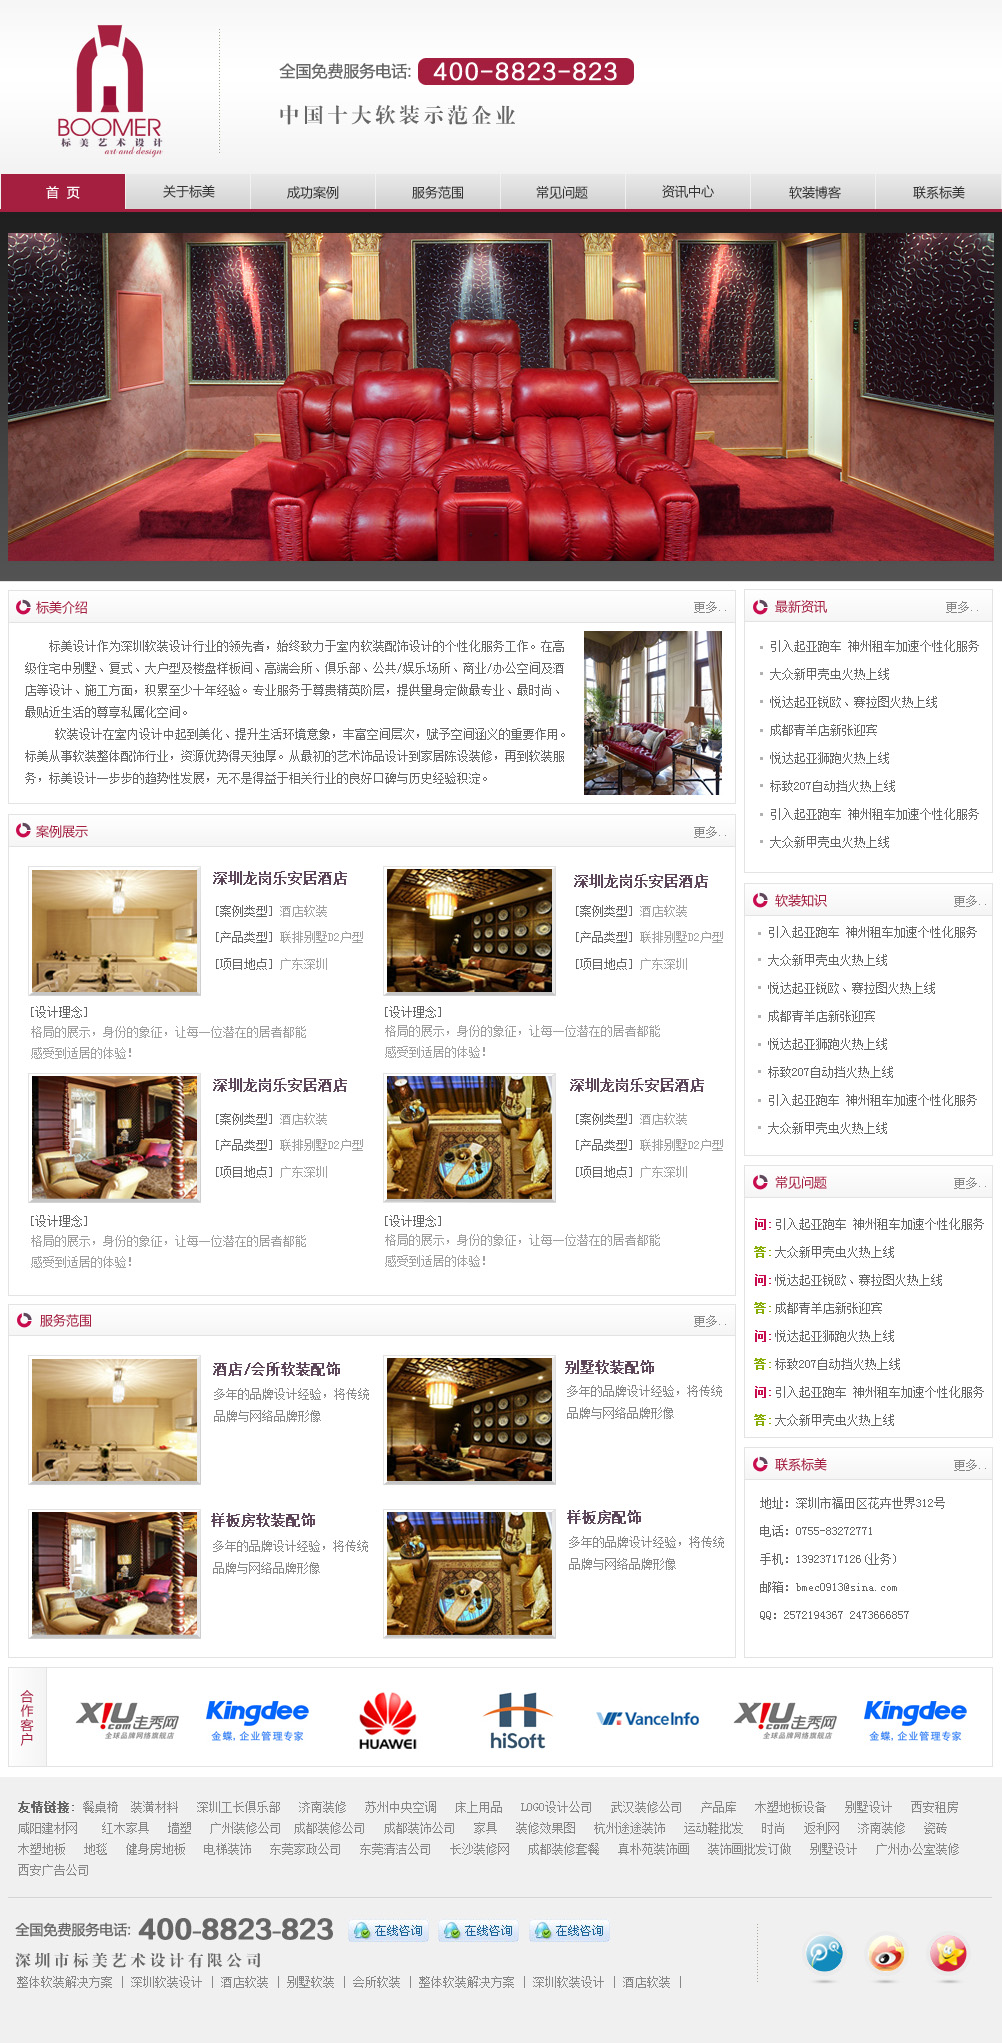 BOOMER
标美艺术设计
art and design
全国免费服务电话: 400-8823-823
中国十大软装示范企业
首 页 关于标美 成功案例 服务范围 常见问题 资讯中心 软装博客 联系标美
标美介绍 更多..
标美设计作为深圳软装设计行业的领先者，始终致力于室内软装配饰设计的个性化服务工作。在高
级住宅中别墅、复式、大户型及楼盘样板间、高端会所、俱乐部、公共/娱乐场所、商业/办公空间及酒
店等设计、施工方面，积累至少十年经验。专业服务于尊贵精英阶层，提供量身定做最专业、最时尚、
最贴近生活的尊享私属化空间。
软装设计在室内设计中起到美化、提升生活环境意象，丰富空间层次，赋予空间涵义的重要作用。
标美从事软装整体配饰行业，资源优势得天独厚。从最初的艺术饰品设计到家居陈设装修，再到软装服
务，标美设计一步步的趋势性发展，无不是得益于相关行业的良好口碑与历史经验积淀。
最新资讯 更多..
引入起亚跑车 神州租车加速个性化服务
大众新甲壳虫火热上线
悦达起亚锐欧、赛拉图火热上线
成都青羊店新张迎宾
悦达起亚狮跑火热上线
标致207自动挡火热上线
引入起亚跑车 神州租车加速个性化服务
大众新甲壳虫火热上线
案例展示 更多..
深圳龙岗乐安居酒店
[案例类型] 酒店软装
[产品类型] 联排别墅D2户型
[项目地点] 广东深圳
[设计理念]
格局的展示，身份的象征，让每一位潜在的居者都能
感受到适居的体验!
深圳龙岗乐安居酒店
[案例类型] 酒店软装
[产品类型] 联排别墅D2户型
[项目地点] 广东深圳
[设计理念]
格局的展示，身份的象征，让每一位潜在的居者都能
感受到适居的体验!
深圳龙岗乐安居酒店
[案例类型] 酒店软装
[产品类型] 联排别墅D2户型
[项目地点] 广东深圳
[设计理念]
格局的展示，身份的象征，让每一位潜在的居者都能
感受到适居的体验!
深圳龙岗乐安居酒店
[案例类型] 酒店软装
[产品类型] 联排别墅D2户型
[项目地点] 广东深圳
[设计理念]
格局的展示，身份的象征，让每一位潜在的居者都能
感受到适居的体验!
软装知识 更多..
引入起亚跑车 神州租车加速个性化服务
大众新甲壳虫火热上线
悦达起亚锐欧、赛拉图火热上线
成都青羊店新张迎宾
悦达起亚狮跑火热上线
标致207自动挡火热上线
引入起亚跑车 神州租车加速个性化服务
大众新甲壳虫火热上线
常见问题 更多..
问:引入起亚跑车 神州租车加速个性化服务
答:大众新甲壳虫火热上线
问:悦达起亚锐欧、赛拉图火热上线
答:成都青羊店新张迎宾
问:悦达起亚狮跑火热上线
答:标致207自动挡火热上线
问:引入起亚跑车 神州租车加速个性化服务
答:大众新甲壳虫火热上线
服务范围 更多..
酒店/会所软装配饰
多年的品牌设计经验，将传统
品牌与网络品牌形像
别墅软装配饰
多年的品牌设计经验，将传统
品牌与网络品牌形像
样板房软装配饰
多年的品牌设计经验，将传统
品牌与网络品牌形像
样板房配饰
多年的品牌设计经验，将传统
品牌与网络品牌形像
联系标美 更多..
地址: 深圳市福田区花卉世界312号
电话: 0755-83272771
手机: 13923717126(业务)
邮箱: bmec0913@sina.com
QQ: 2572194367 2473666857
合作客户
XIU.com走秀网
全球品牌网络旗舰店
Kingdee
金蝶，企业管理专家
HUAWEI
hiSoft
VanceInfo
XIU.com走秀网
全球品牌网络旗舰店
Kingdee
金蝶，企业管理专家
友情链接: 餐桌椅 装潢材料 深圳工长俱乐部 济南装修 苏州中央空调 床上用品 LOGO设计公司 武汉装修公司 产品库 木塑地板设备 别墅设计 西安租房
咸阳建材网 红木家具 墙塑 广州装修公司 成都装修公司 成都装饰公司 家具 装修效果图 杭州途途装饰 运动鞋批发 时尚 返利网 济南装修 瓷砖
木塑地板 地毯 健身房地板 电梯装饰 东莞家政公司 东莞清洁公司 长沙装修网 成都装修套餐 真朴苑装饰画 装饰画批发订做 别墅设计 广州办公室装修
西安广告公司
全国免费服务电话: 400-8823-823 在线咨询 在线咨询 在线咨询
深圳市标美艺术设计有限公司
整体软装解决方案 | 深圳软装设计 | 酒店软装 | 别墅软装 | 会所软装 | 整体软装解决方案 | 深圳软装设计 | 酒店软装 |